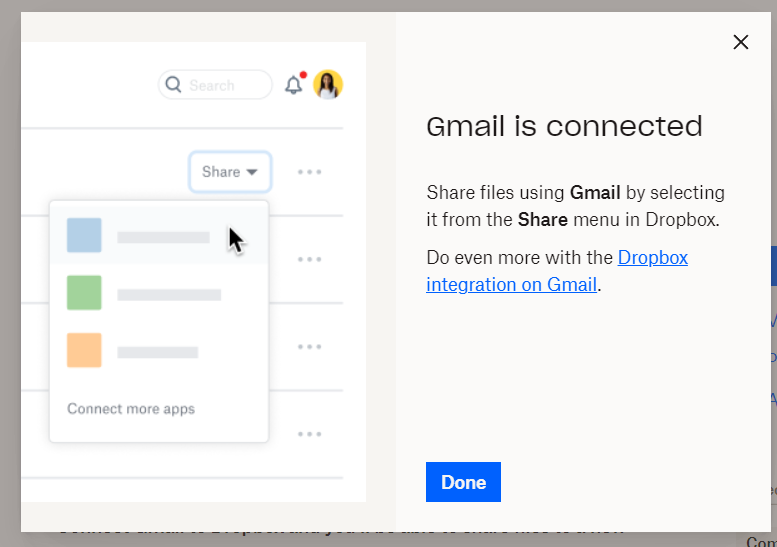 Search
Share
Connect more apps
Gmail is connected
Share files using Gmail by selecting
it from the Share menu in Dropbox.
Do even more with the Dropbox
integration on Gmail.
Done